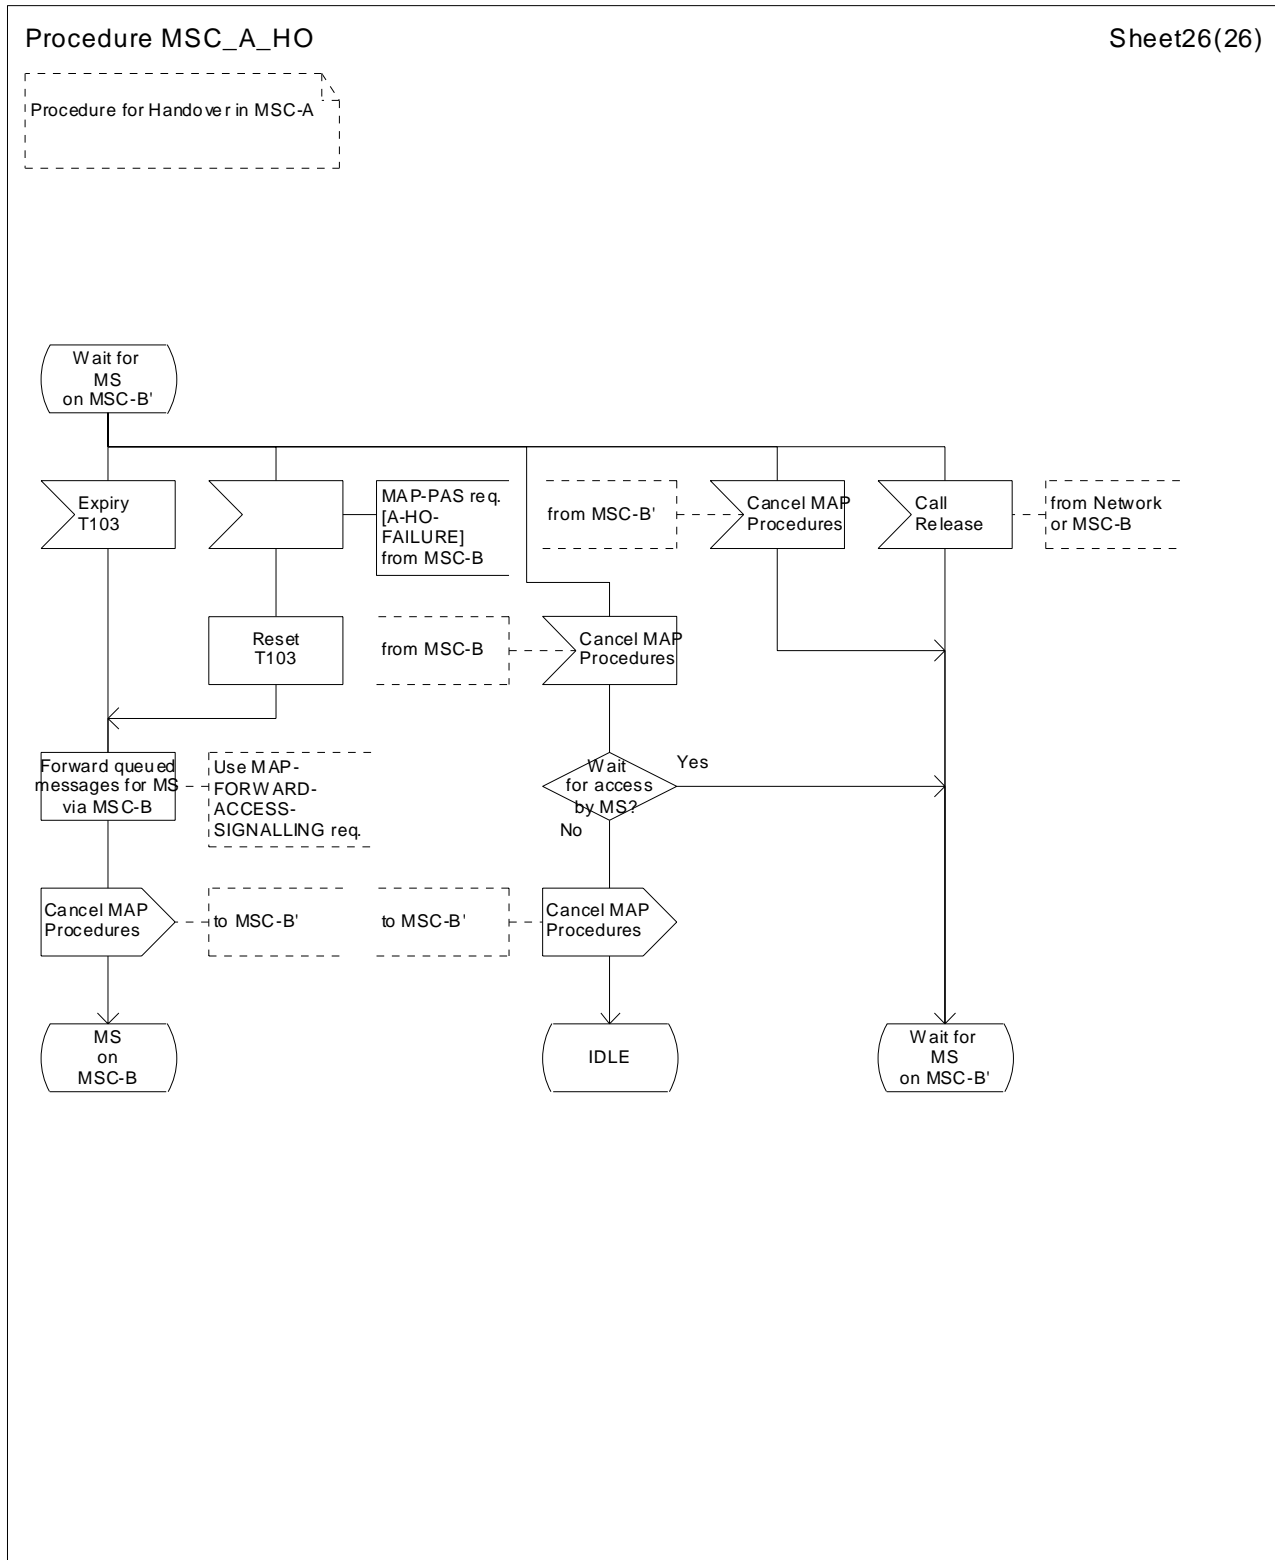 Procedure MSC_A_HO
Sheet26(26)
Procedure for Handover in MSC-A
Wait for
MS
on MSC-B'
Expiry
T103
MAP-PAS req.
[A-HO-
FAILURE]
from MSC-B
from MSC-B'
Cancel MAP
Procedures
Call
Release
from Network
or MSC-B
Reset
T103
from MSC-B
Cancel MAP
Procedures
Forward queued
messages for MS
via MSC-B
Use MAP-
FORWARD-
ACCESS-
SIGNALLING req.
Wait
for access
by MS?
Yes
No
Cancel MAP
Procedures
to MSC-B'
to MSC-B'
Cancel MAP
Procedures
MS
on
MSC-B
IDLE
Wait for
MS
on MSC-B'